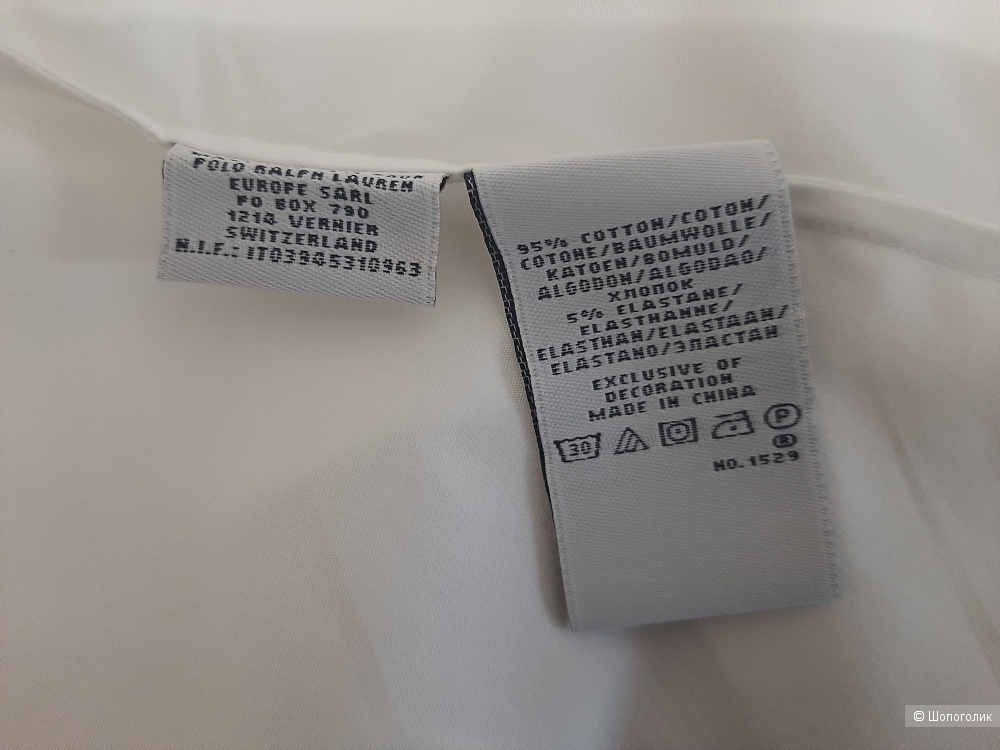 POLO RALPH LAUREN
EUROPE SARL
PO BOX 790
1214 VERNIER
SWITZERLAND
N.I.F.: IT03945310963
95% COTTON/COTON/
COTONE/BAUMWOLLE/
KATOEN/BOMULD/
ALGODON/ALGODAO/
ХЛОПОК
5% ELASTANE/
ELASTHANNE/
ELASTHAN/ELASTAAN/
ELASTANO/ЭЛАСТАН
EXCLUSIVE OF
DECORATION
MADE IN CHINA
30
P
®
NO. 1529
© Шопоголик